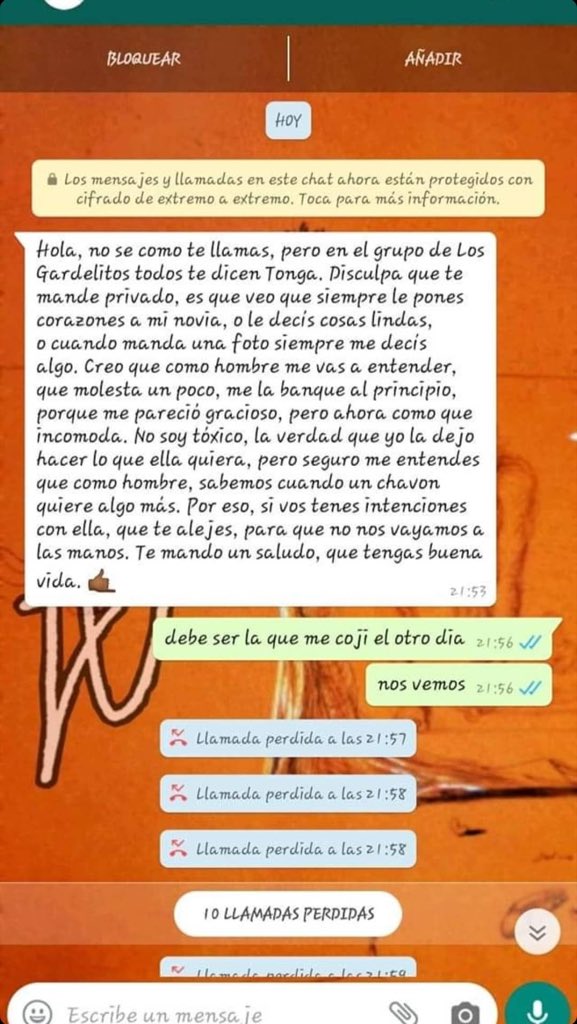 BLOQUEAR
AÑADIR
HOY
Los mensajes y llamadas en este chat ahora están protegidos con
cifrado de extremo a extremo. Toca para más información.
Hola, no se como te llamas, pero en el grupo de Los
Gardelitos todos te dicen Tonga. Disculpa que te
mande privado, es que veo que siempre le pones
corazones a mi novia, o le decís cosas lindas,
o cuando manda una foto siempre me decís
algo. Creo que como hombre me vas a entender,
que molesta un poco, me la banque al principio,
porque me pareció gracioso, pero ahora como que
incomoda. No soy tóxico, la verdad que yo la dejo
hacer lo que ella quiera, pero seguro me entendes
que como hombre, sabemos cuando un chavon
quiere algo más. Por eso, si vos tenes intenciones
con ella, que te alejes, para que no nos vayamos a
las manos. Te mando un saludo, que tengas buena
vida.
21:53
debe ser la que me coji el otro dia 21:56
nos vemos 21:56
Llamada perdida a las 21:57
Llamada perdida a las 21:58
Llamada perdida a las 21:58
10 LLAMADAS PERDIDAS
Llamada perdida a las 21:59
Escribe un mensaje